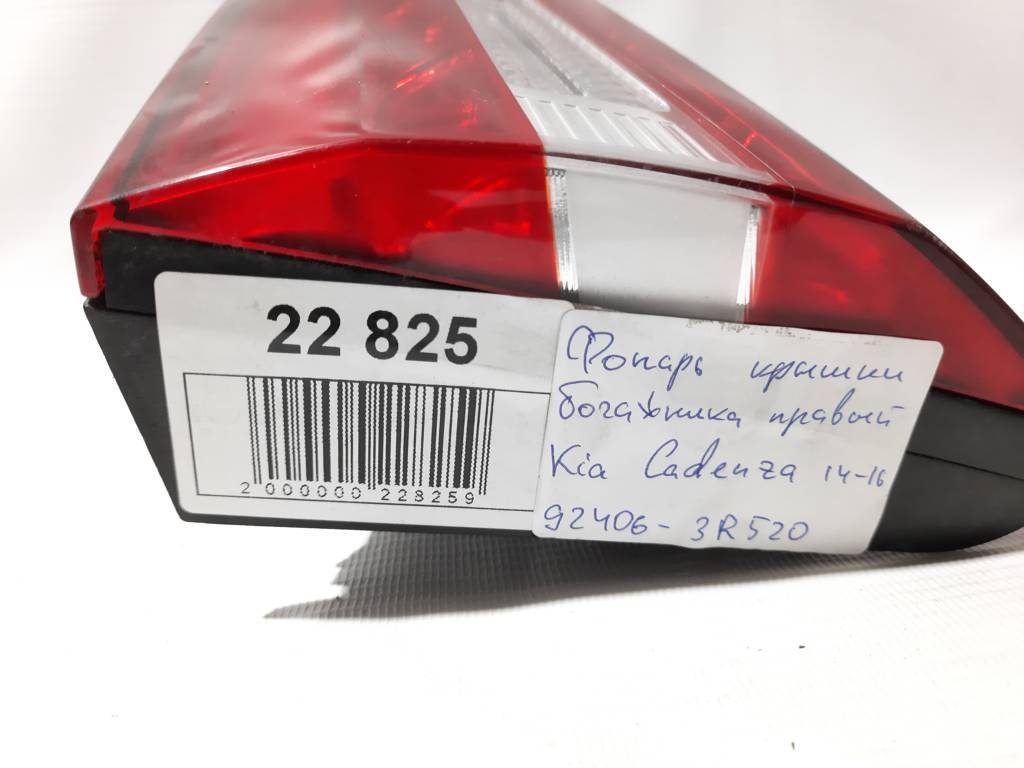 22 825
2 000000 228259
Фонарь крышки
багажника правый
Kia Cadenza 14-16
92406-3R520